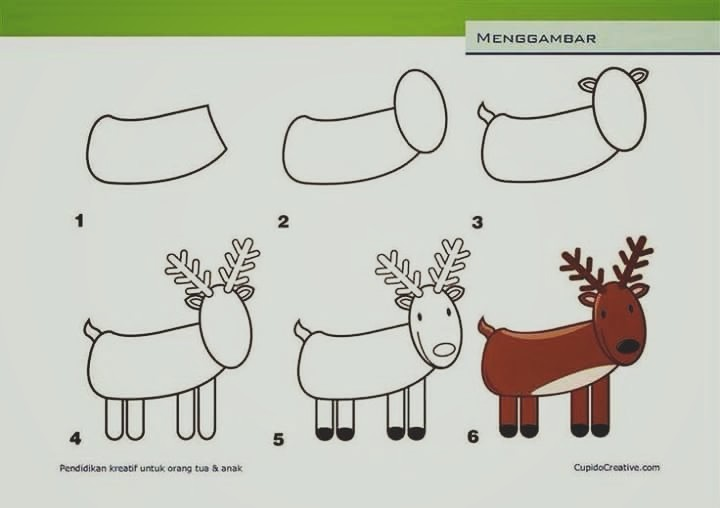 MENGGAMBAR
1
2
3
4
5
6
Pendidikan kreatif untuk orang tua & anak
CupidoCreative.com